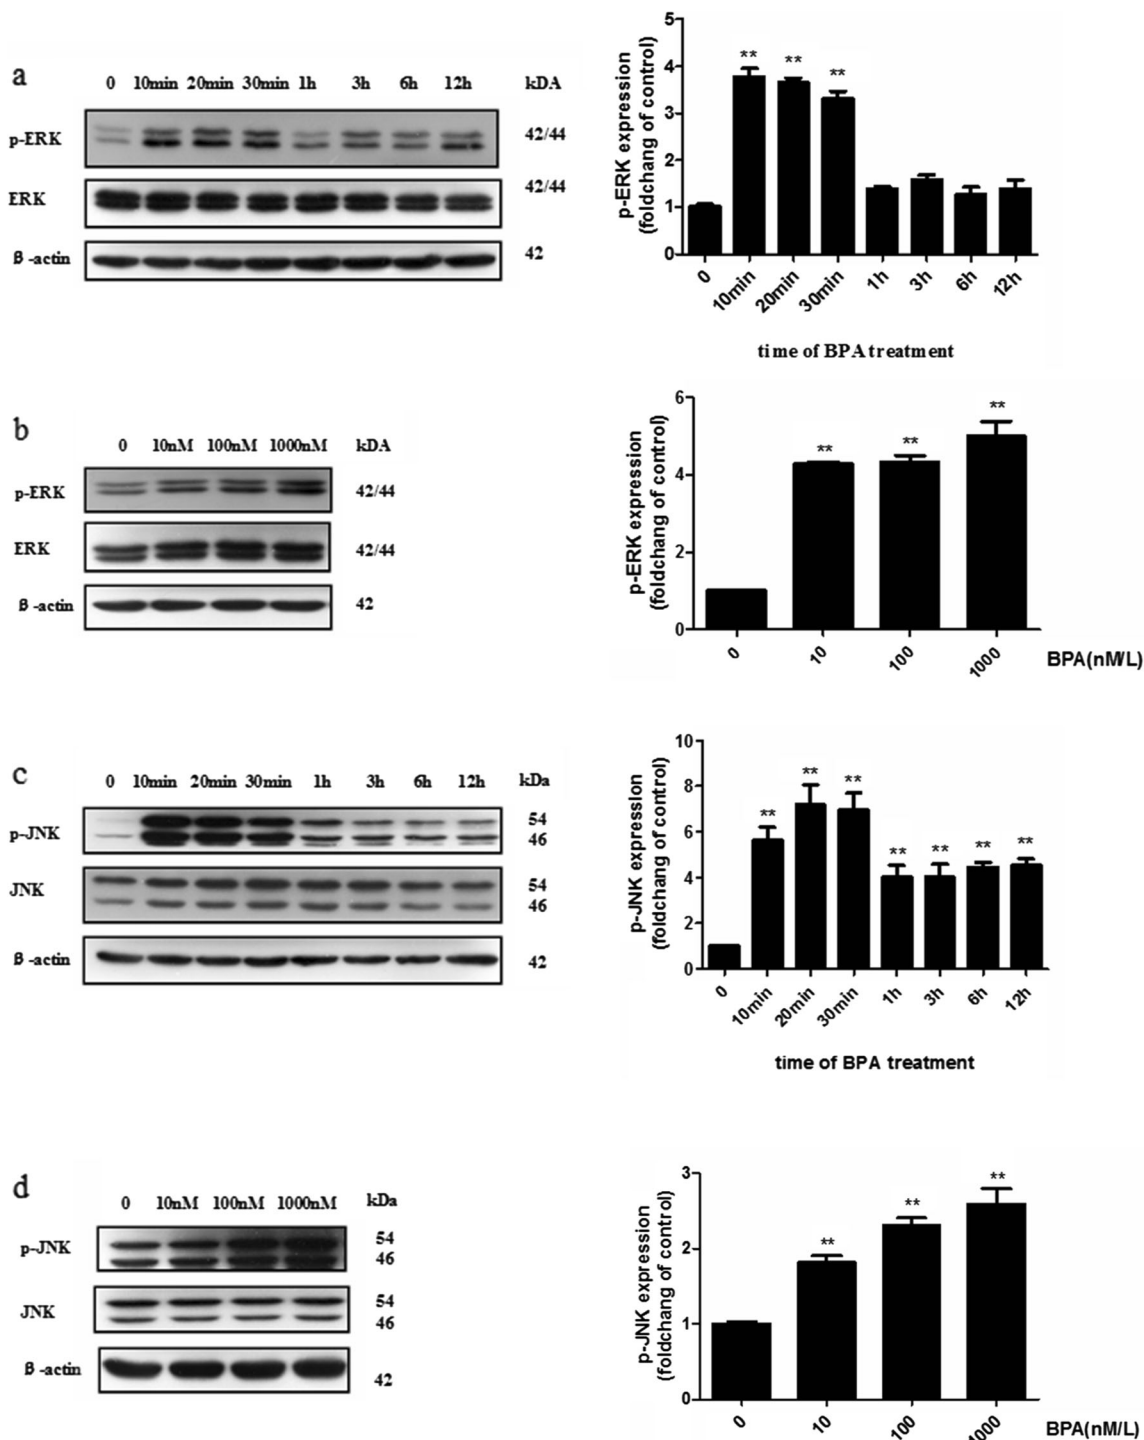 a
0 10min 20min 30min 1h 3h 6h 12h kDA
p-ERK 42/44
ERK 42/44
β-actin 42
5
4
3
2
1
0
p-ERK expression
(foldchang of control)
** ** **
0 10min 20min 30min 1h 3h 6h 12h
time of BPA treatment
b
0 10nM 100nM 1000nM kDA
p-ERK 42/44
ERK 42/44
β-actin 42
6
4
2
0
p-ERK expression
(foldchang of control)
** ** **
0 10 100 1000 BPA(nM/L)
c
0 10min 20min 30min 1h 3h 6h 12h kDa
p-JNK 54
46
JNK 54
46
β-actin 42
10
8
6
4
2
0
p-JNK expression
(foldchang of control)
** ** ** ** ** ** **
0 10min 20min 30min 1h 3h 6h 12h
time of BPA treatment
d
0 10nM 100nM 1000nM kDa
p-JNK 54
46
JNK 54
46
β-actin 42
3
2
1
0
p-JNK expression
(foldchang of control)
** ** **
0 10 100 1000 BPA(nM/L)